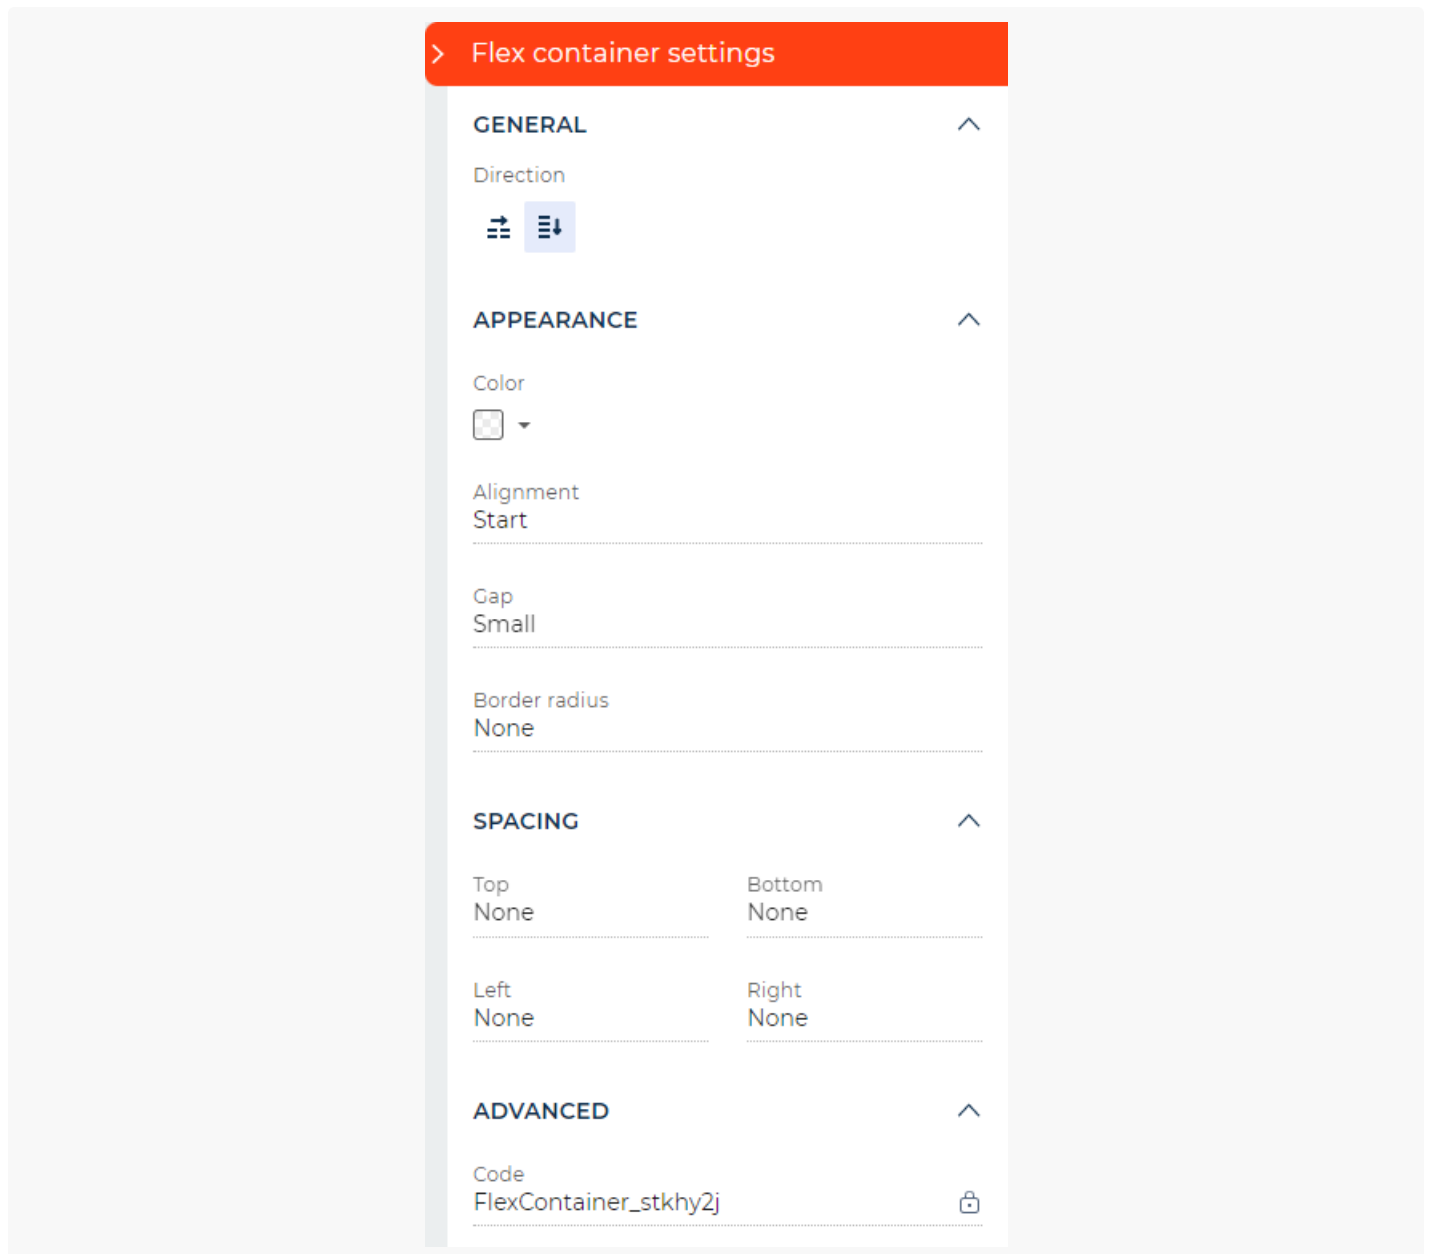 Flex container settings
GENERAL
Direction
APPEARANCE
Color
Alignment
Start
Gap
Small
Border radius
None
SPACING
Top
Bottom
None
None
Left
Right
None
None
ADVANCED
Code
FlexContainer_stkhy2j